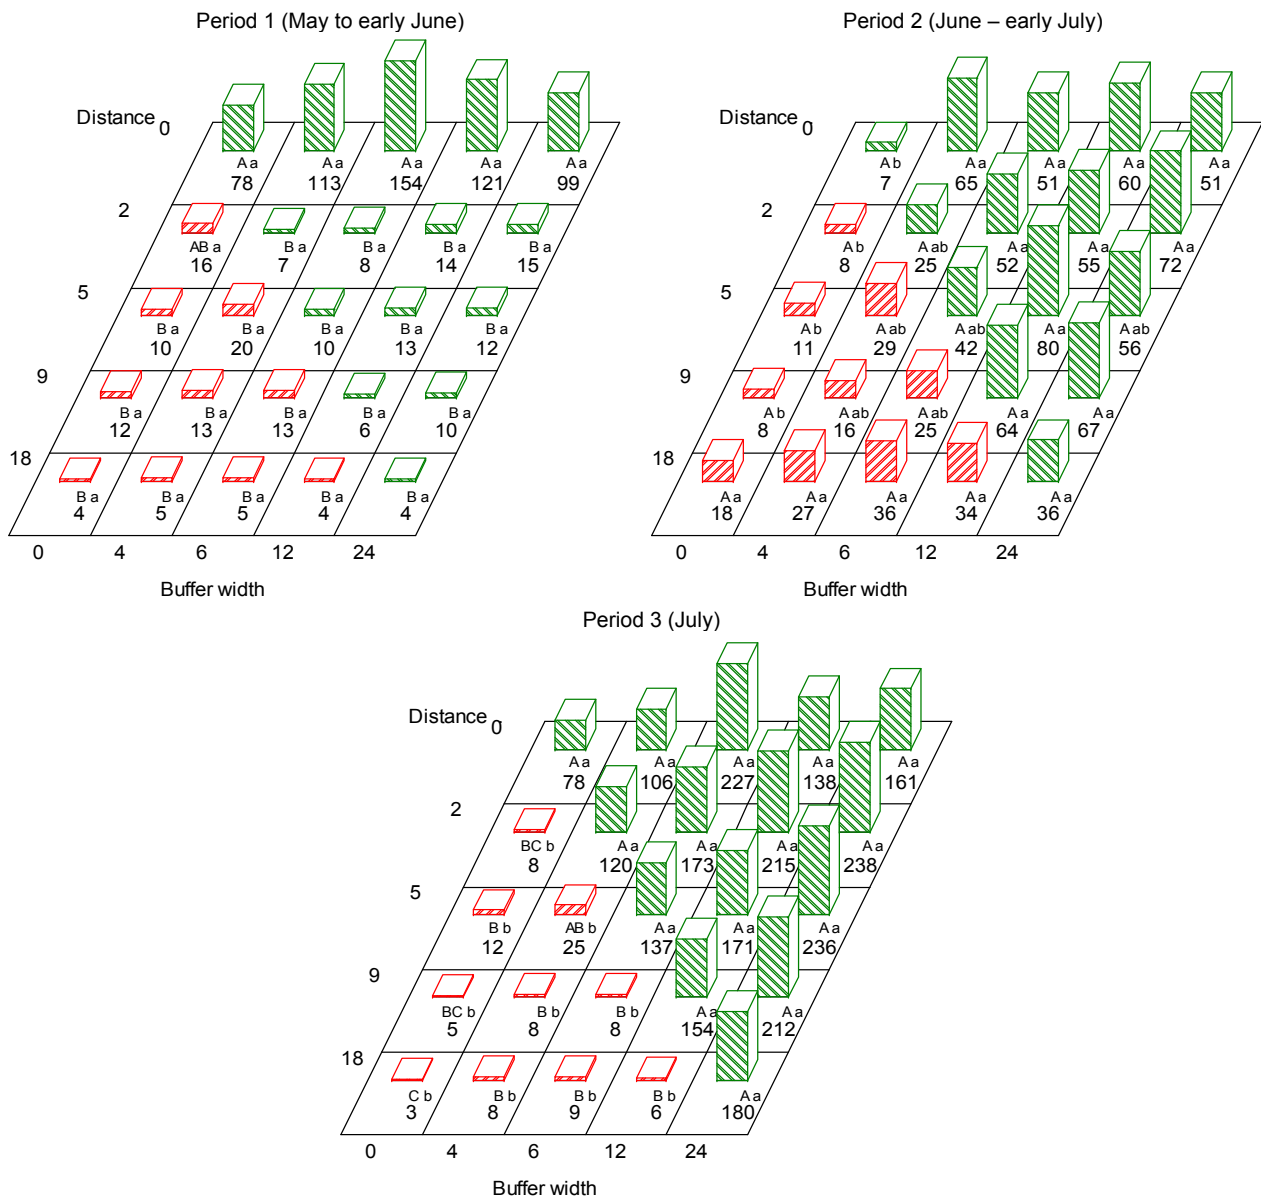 Period 1 (May to early June)
Distance 0
A a A a A a A a A a
78 113 154 121 99
2
AB a B a B a B a B a
16 7 8 14 15
5
B a B a B a B a B a
10 20 10 13 12
9
B a B a B a B a B a
12 13 13 6 10
18
B a B a B a B a B a
4 5 5 4 4
0 4 6 12 24
Buffer width
Period 2 (June – early July)
Distance 0
A b A a A a A a A a
7 65 51 60 51
2
A b A ab A a A a A a
8 25 52 55 72
5
A b A ab A ab A a A ab
11 29 42 80 56
9
A b A ab A ab A a A a
8 16 25 64 67
18
A a A a A a A a A a
18 27 36 34 36
0 4 6 12 24
Buffer width
Period 3 (July)
Distance 0
A a A a A a A a A a
78 106 227 138 161
2
BC b A a A a A a A a
8 120 173 215 238
5
B b AB b A a A a A a
12 25 137 171 236
9
BC b B b B b A a A a
5 8 8 154 212
18
C b B b B b B b A a
3 8 9 6 180
0 4 6 12 24
Buffer width